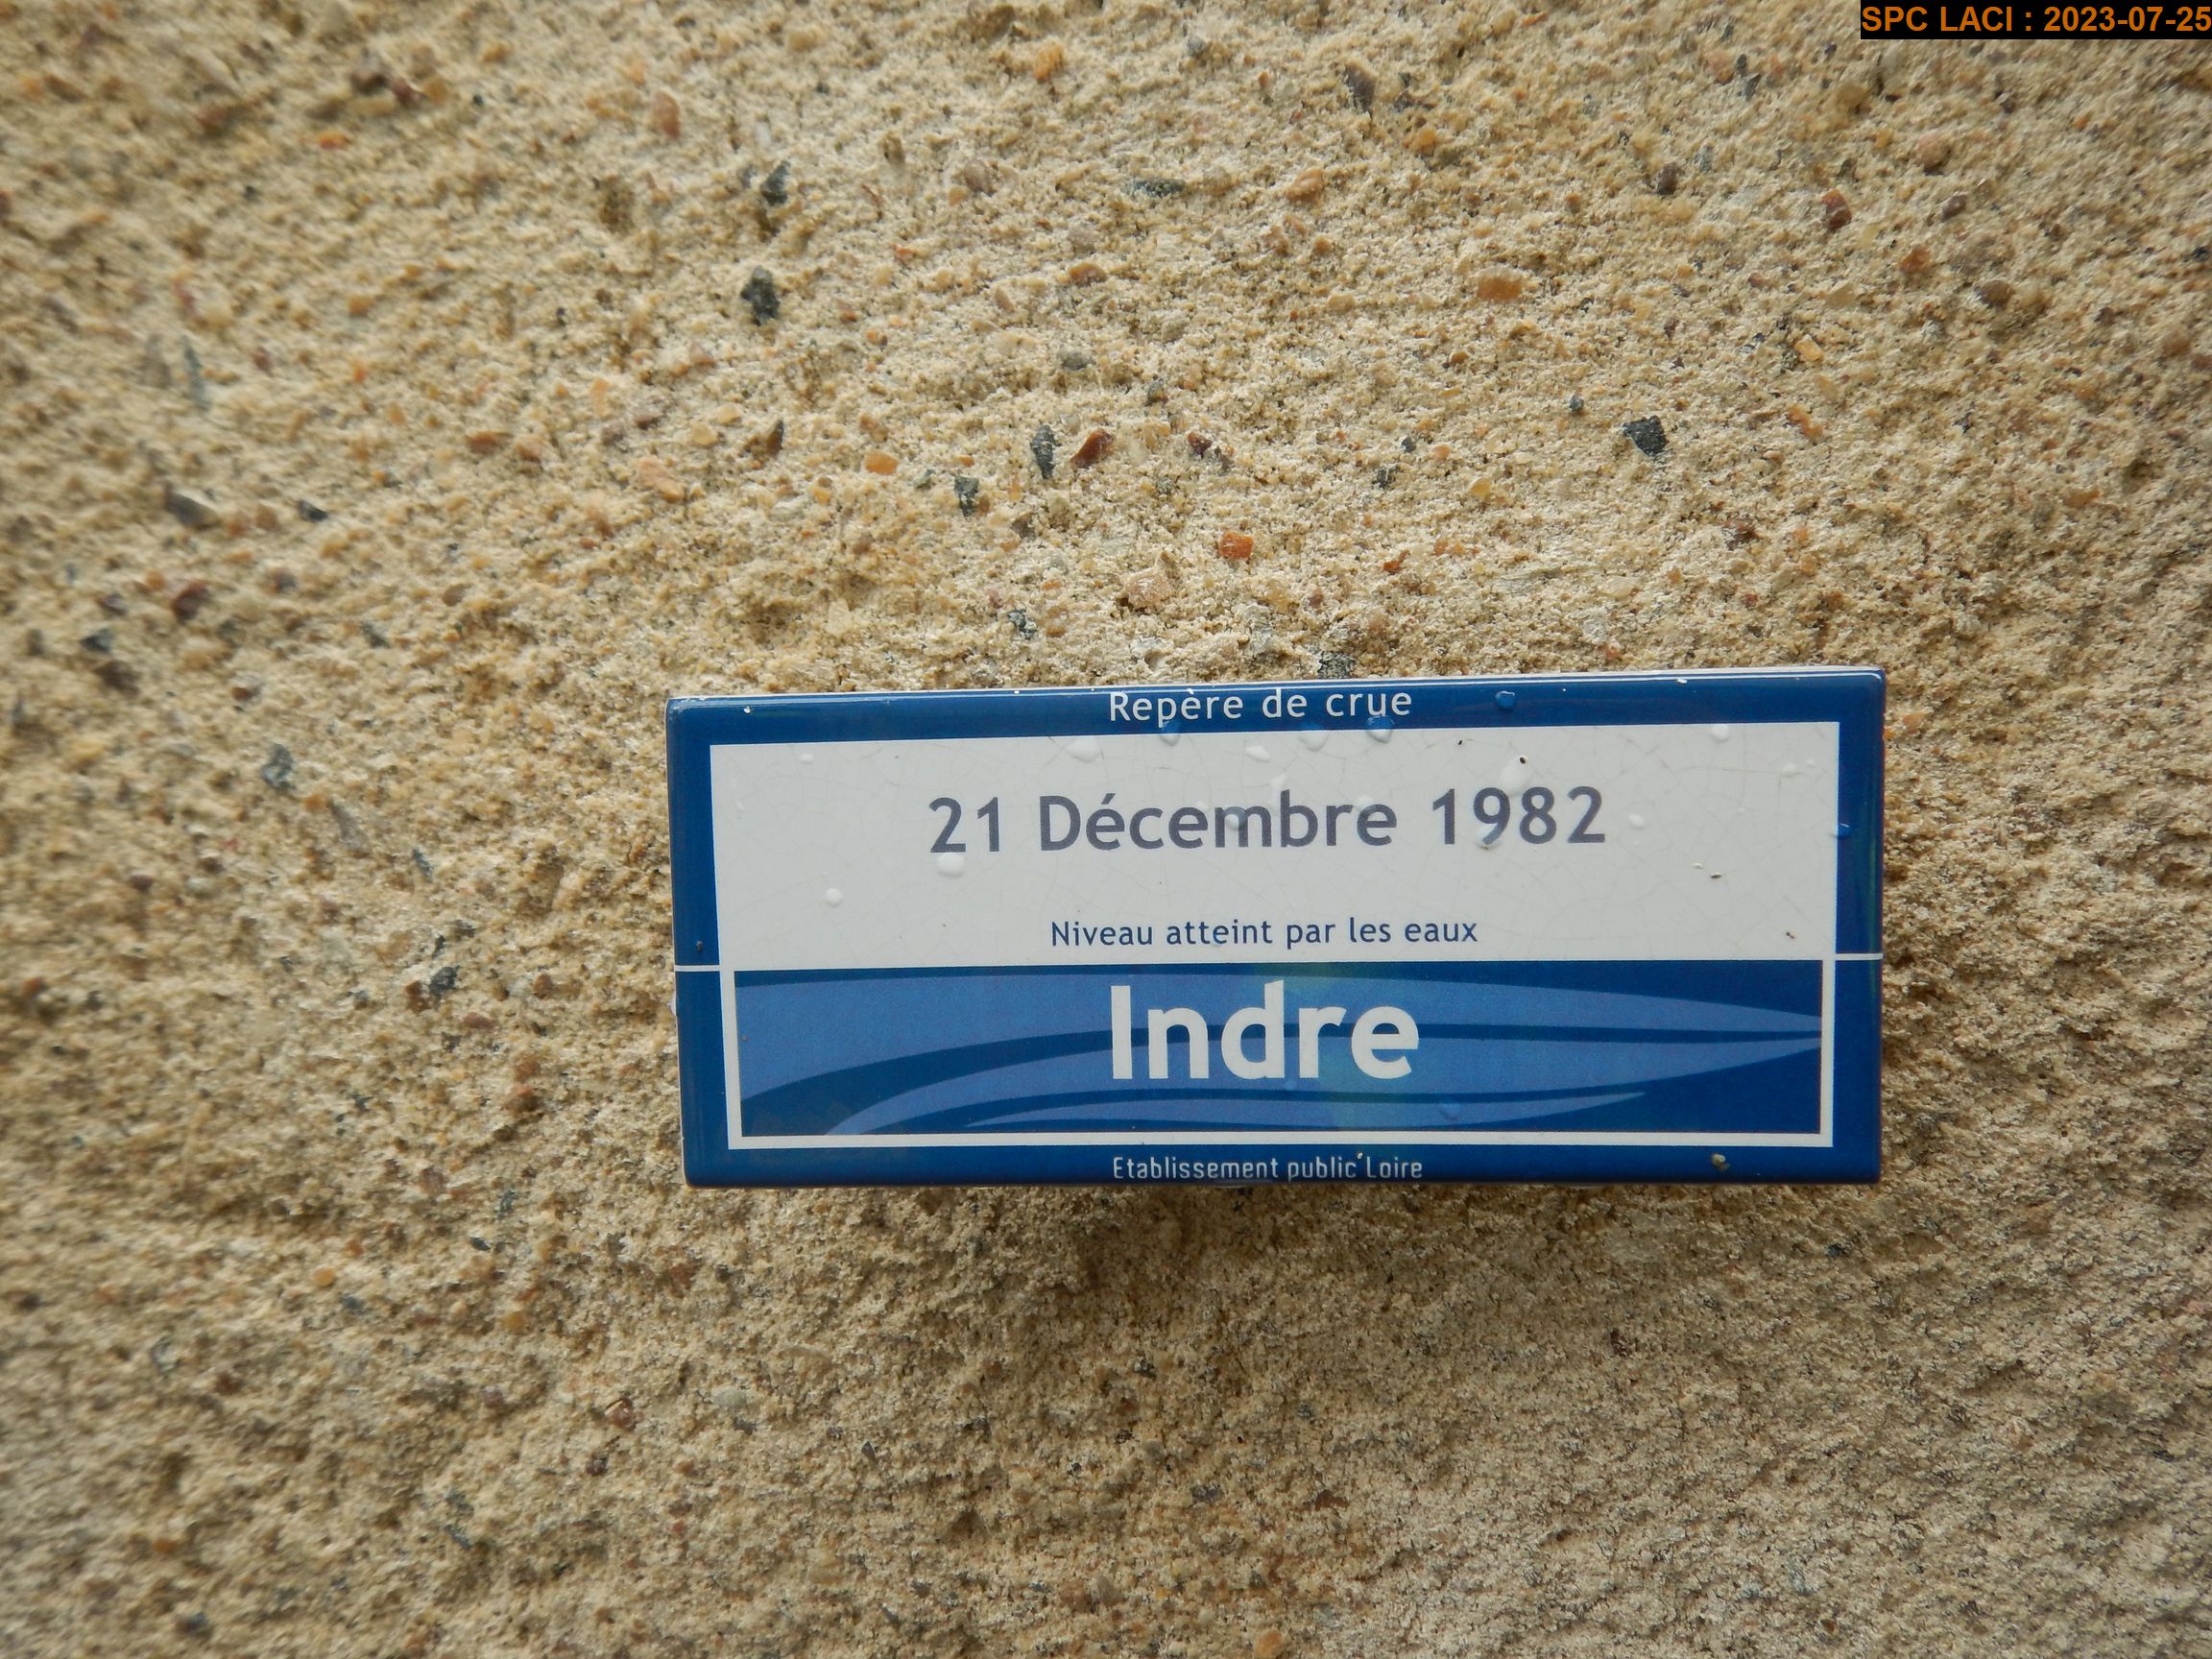 SPC LACI : 2023-07-25
Repère de crue
21 Décembre 1982
Niveau atteint par les eaux
Indre
Etablissement public Loire